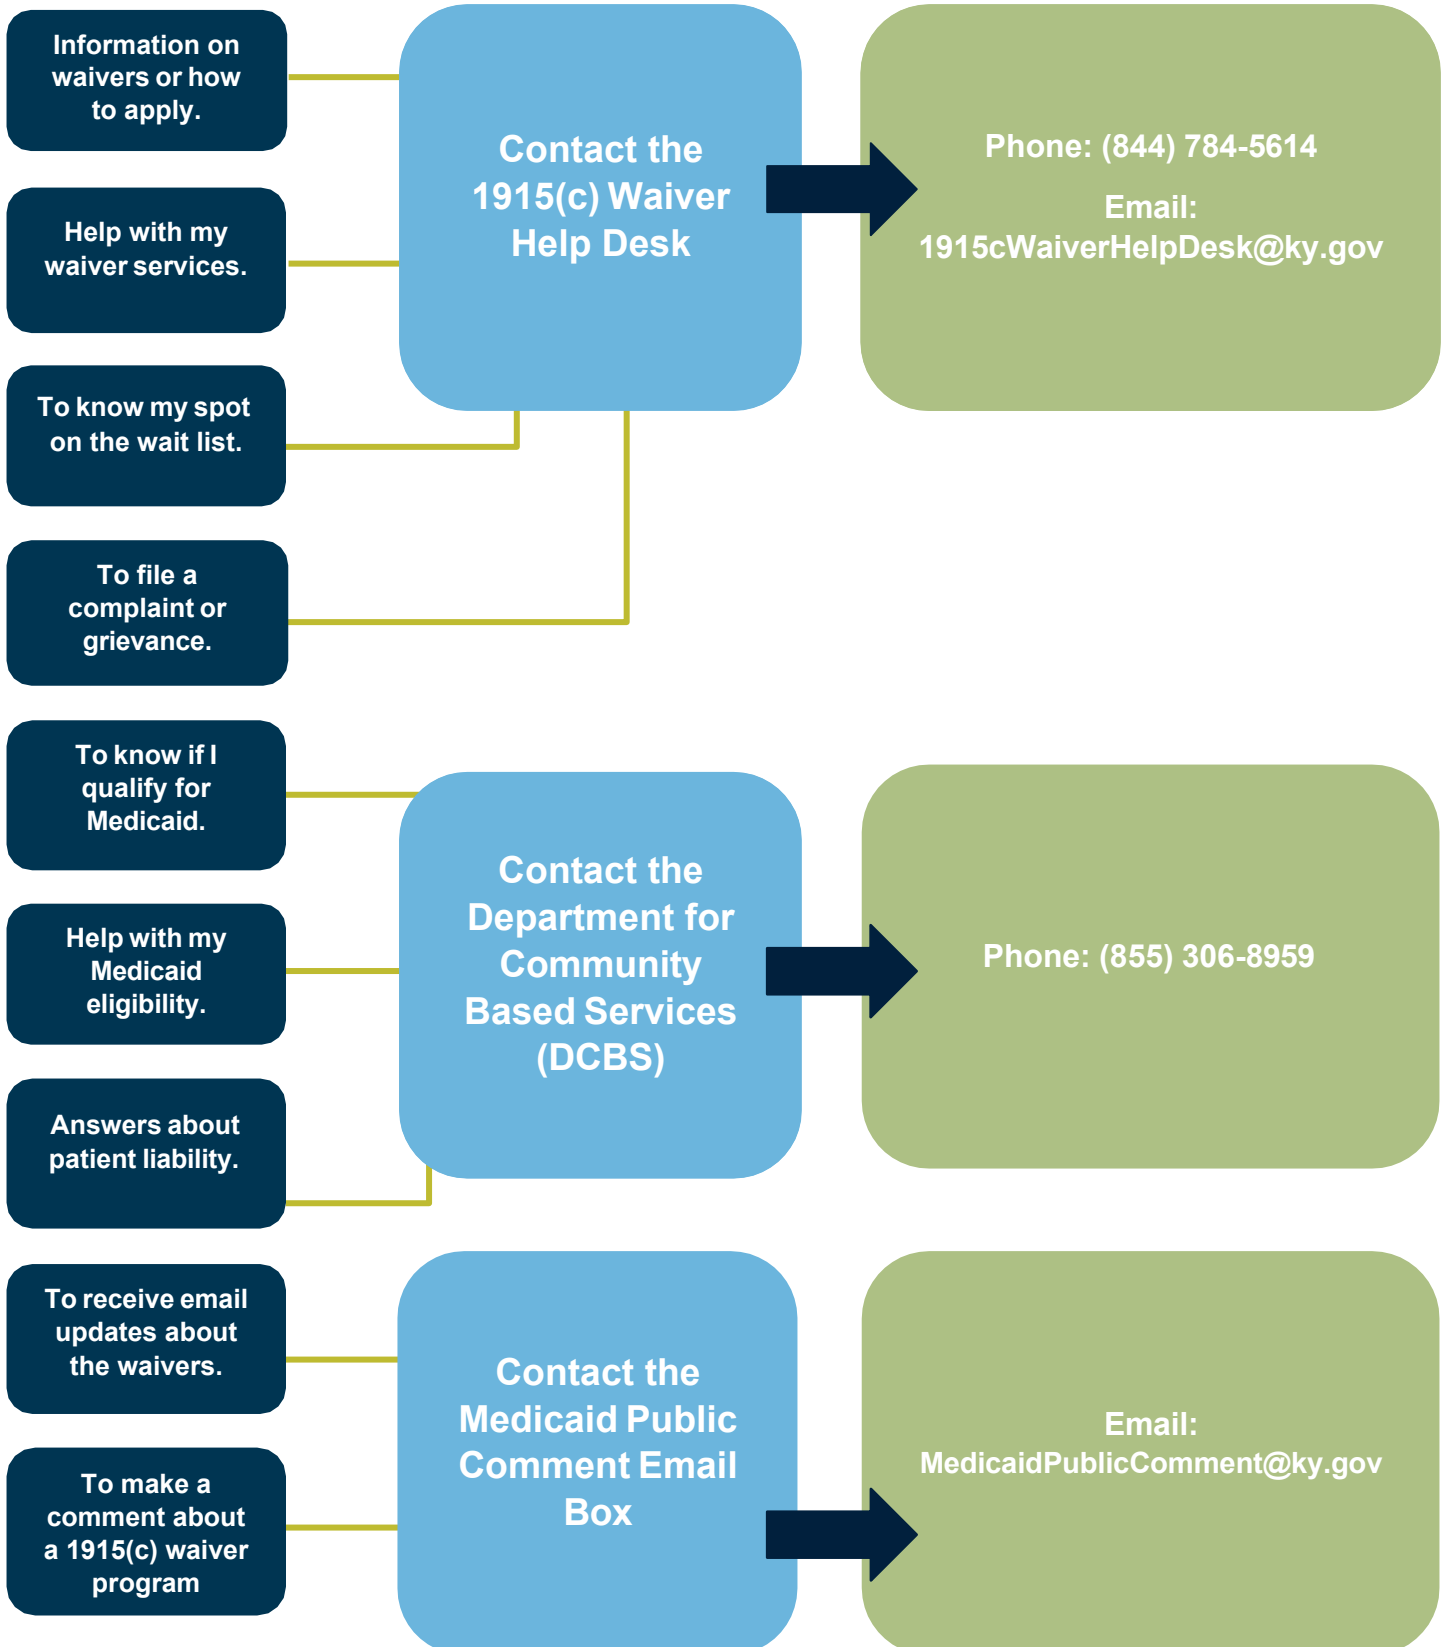 Information on
waivers or how
to apply.
Help with my
waiver services.
To know my spot
on the wait list.
To file a
complaint or
grievance.
Contact the
1915(c) Waiver
Help Desk
Phone: (844) 784-5614
Email:
1915cWaiverHelpDesk@ky.gov
To know if I
qualify for
Medicaid.
Help with my
Medicaid
eligibility.
Answers about
patient liability.
Contact the
Department for
Community
Based Services
(DCBS)
Phone: (855) 306-8959
To receive email
updates about
the waivers.
To make a
comment about
a 1915(c) waiver
program
Contact the
Medicaid Public
Comment Email
Box
Email:
MedicaidPublicComment@ky.gov